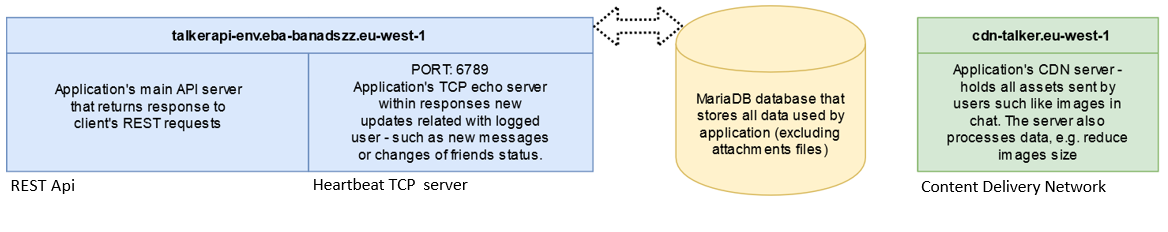 talkerapi-env.eba-banadszz.eu-west-1
Application's main API server
that returns response to
client's REST requests
PORT: 6789
Application's TCP echo server
within responses new
updates related with logged
user - such as new messages
or changes of friends status.
REST Api
Heartbeat TCP  server
MariaDB database that
stores all data used by
application (excluding
attachments files)
cdn-talker.eu-west-1
Application's CDN server -
holds all assets sent by
users such like images in
chat. The server also
processes data, e.g. reduce
images size
Content Delivery Network